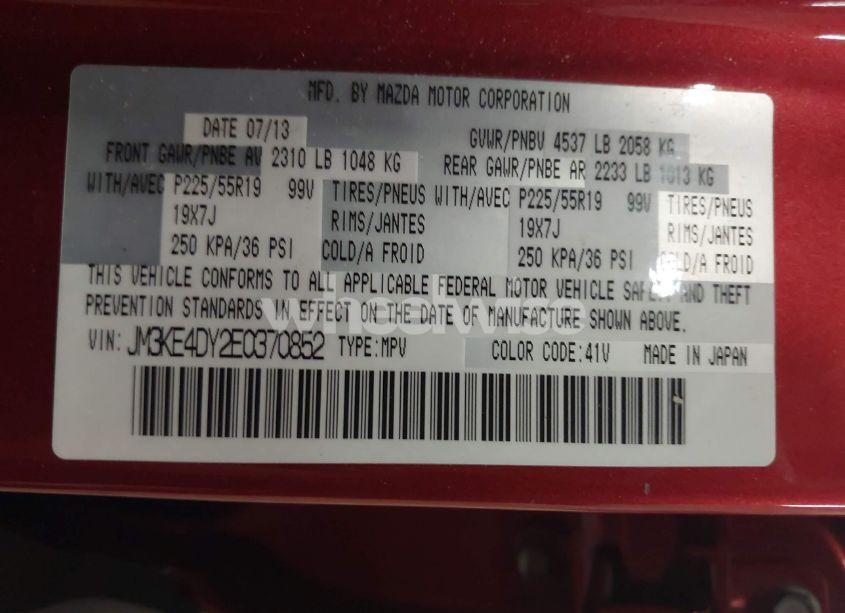 MFD. BY MAZDA MOTOR CORPORATION
DATE 07/13 GVWR/PNBV 4537 LB 2058 KG
FRONT GAWR/PNBE AV 2310 LB 1048 KG REAR GAWR/PNBE AR 2233 LB 1013 KG
WITH/AVEC P225/55R19 99V TIRES/PNEUS WITH/AVEC P225/55R19 99V TIRES/PNEUS
19X7J RIMS/JANTES 19X7J RIMS/JANTES
250 KPA/36 PSI COLD/A FROID 250 KPA/36 PSI COLD/A FROID
THIS VEHICLE CONFORMS TO ALL APPLICABLE FEDERAL MOTOR VEHICLE SAFETY AND THEFT
PREVENTION STANDARDS IN EFFECT ON THE DATE OF MANUFACTURE SHOWN ABOVE.
wheelwise
VIN: JM3KE4DY2E0370852 TYPE:MPV COLOR CODE:41V MADE IN JAPAN